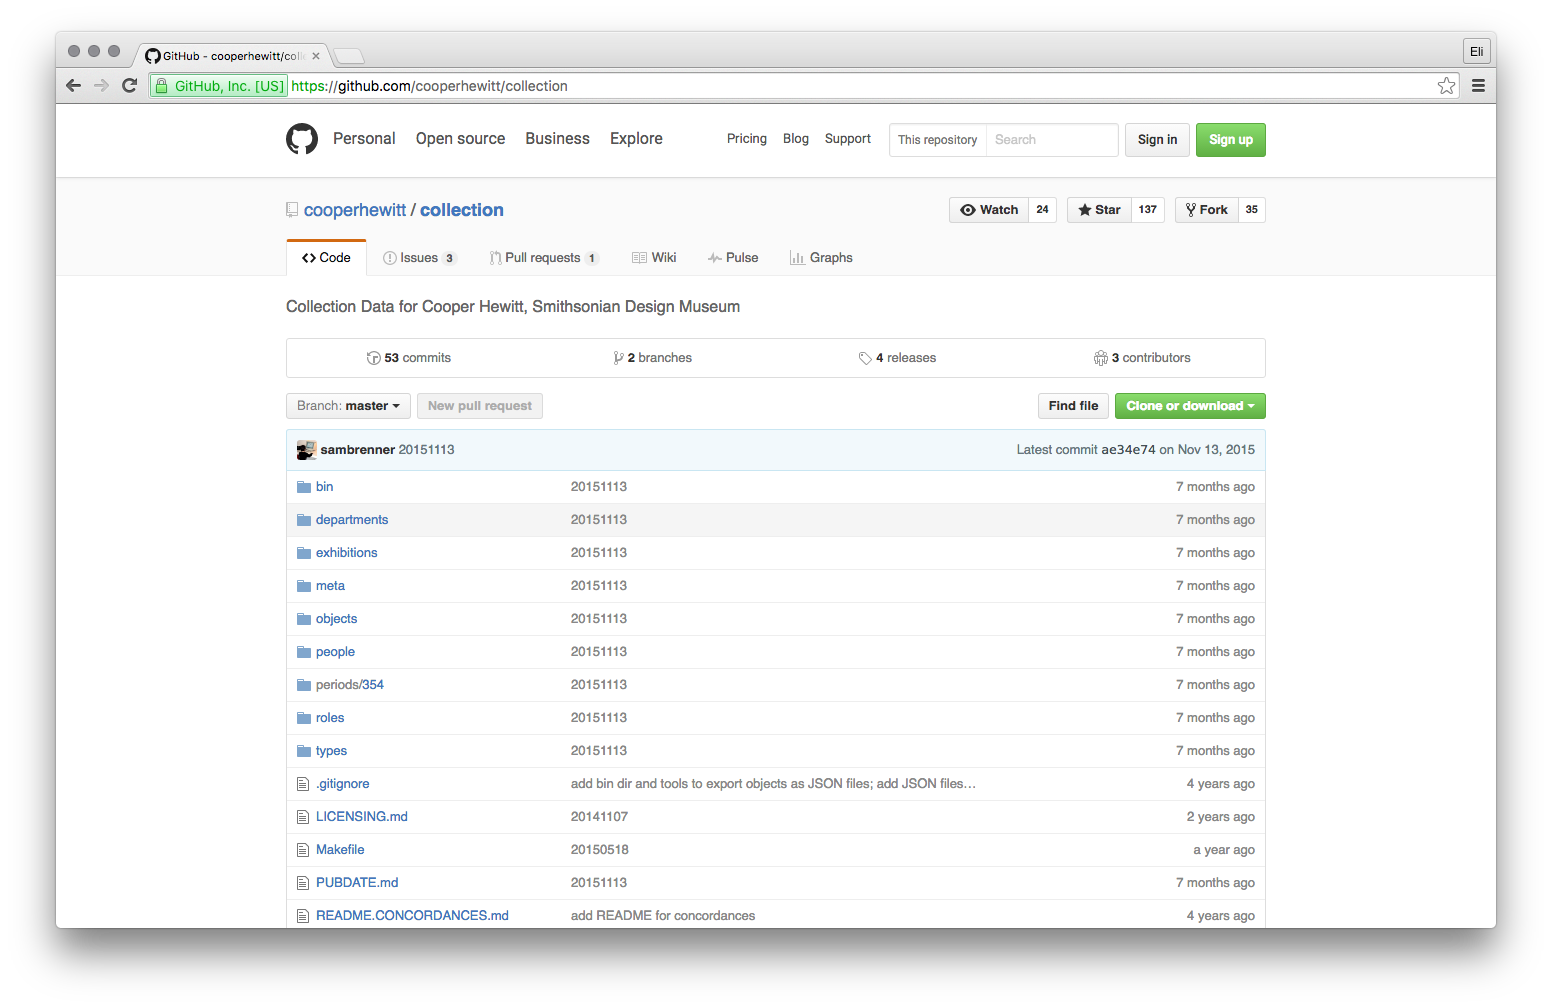 GitHub - cooperhewitt/coll
Eli
GitHub, Inc. [US] https://github.com/cooperhewitt/collection
Personal Open source Business Explore Pricing Blog Support This repository Search Sign in Sign up
cooperhewitt / collection Watch 24 Star 137 Fork 35
Code Issues 3 Pull requests 1 Wiki Pulse Graphs
Collection Data for Cooper Hewitt, Smithsonian Design Museum
53 commits 2 branches 4 releases 3 contributors
Branch: master New pull request Find file Clone or download
sambrenner 20151113 Latest commit ae34e74 on Nov 13, 2015
bin 20151113 7 months ago
departments 20151113 7 months ago
exhibitions 20151113 7 months ago
meta 20151113 7 months ago
objects 20151113 7 months ago
people 20151113 7 months ago
periods/354 20151113 7 months ago
roles 20151113 7 months ago
types 20151113 7 months ago
.gitignore add bin dir and tools to export objects as JSON files; add JSON files… 4 years ago
LICENSING.md 20141107 2 years ago
Makefile 20150518 a year ago
PUBDATE.md 20151113 7 months ago
README.CONCORDANCES.md add README for concordances 4 years ago